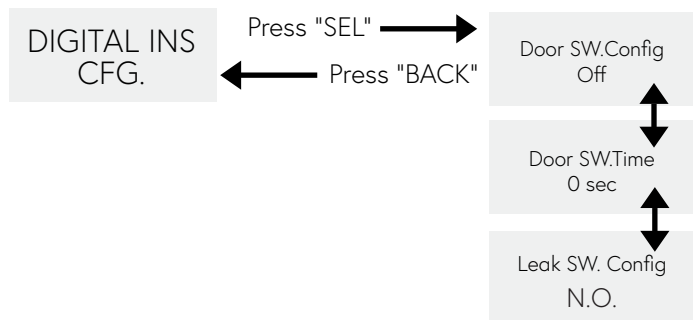 DIGITAL INS
CFG.
Press "SEL"
Press "BACK"
Door SW.Config
Off
Door SW.Time
0 sec
Leak SW. Config
N.O.